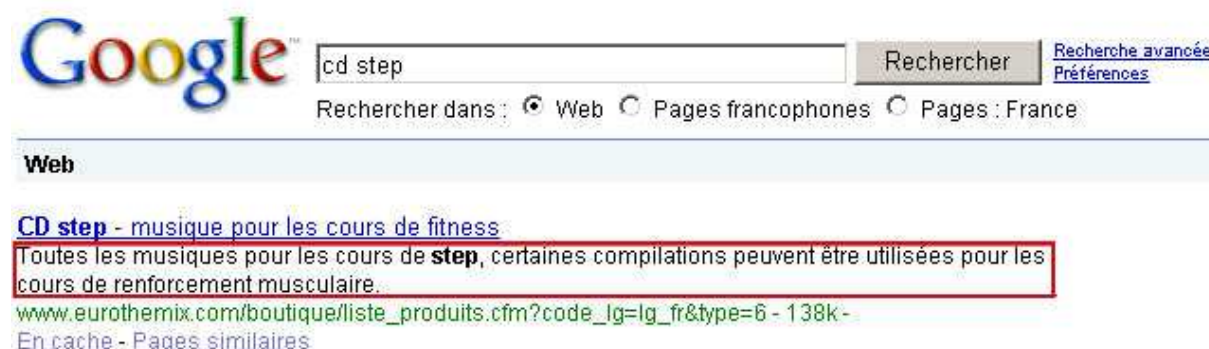 Google™
cd step Rechercher Recherche avancée
Préférences
Rechercher dans : Web Pages francophones Pages : France
Web
CD step - musique pour les cours de fitness
Toutes les musiques pour les cours de step, certaines compilations peuvent être utilisées pour les
cours de renforcement musculaire.
www.eurothemix.com/boutique/liste_produits.cfm?code_lg=lg_fr&type=6 - 138k -
En cache - Pages similaires